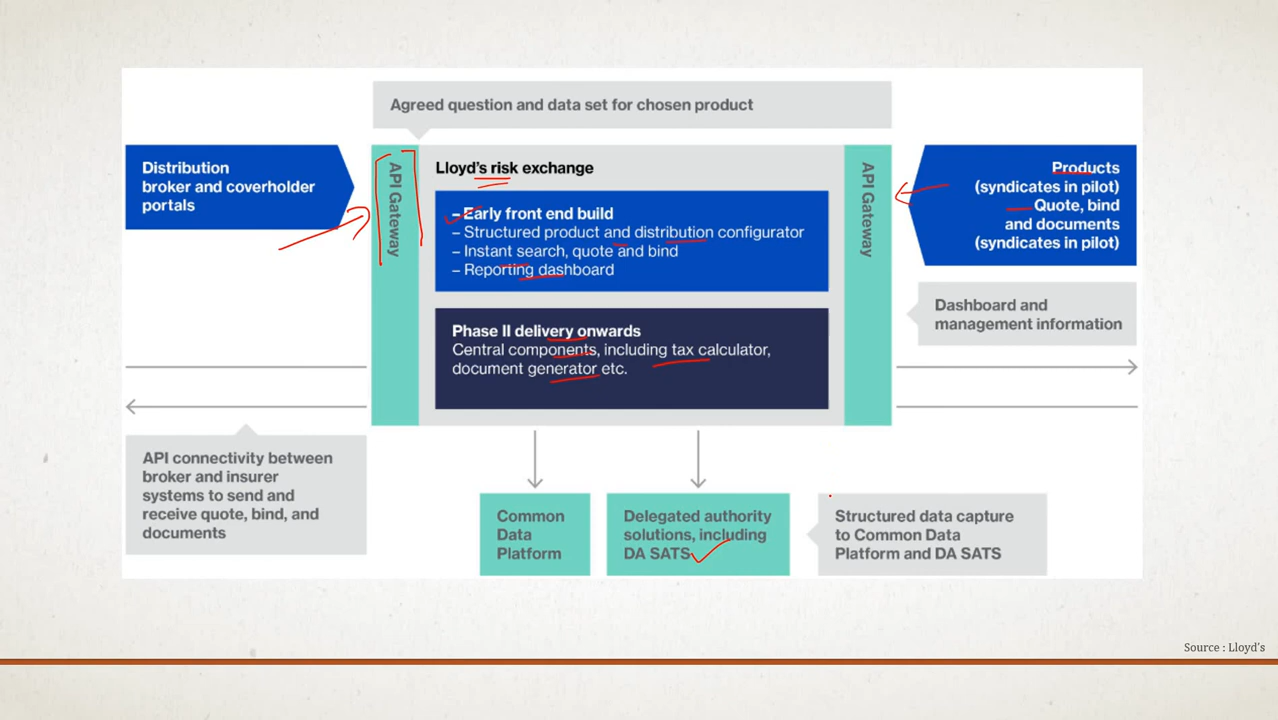 Agreed question and data set for chosen product
Distribution
broker and coverholder
portals
API Gateway
Lloyd's risk exchange
– Early front end build
– Structured product and distribution configurator
– Instant search, quote and bind
– Reporting dashboard
Phase II delivery onwards
Central components, including tax calculator,
document generator etc.
API Gateway
Products
(syndicates in pilot)
Quote, bind
and documents
(syndicates in pilot)
Dashboard and
management information
API connectivity between
broker and insurer
systems to send and
receive quote, bind, and
documents
Common
Data
Platform
Delegated authority
solutions, including
DA SATS
Structured data capture
to Common Data
Platform and DA SATS
Source : Lloyd's